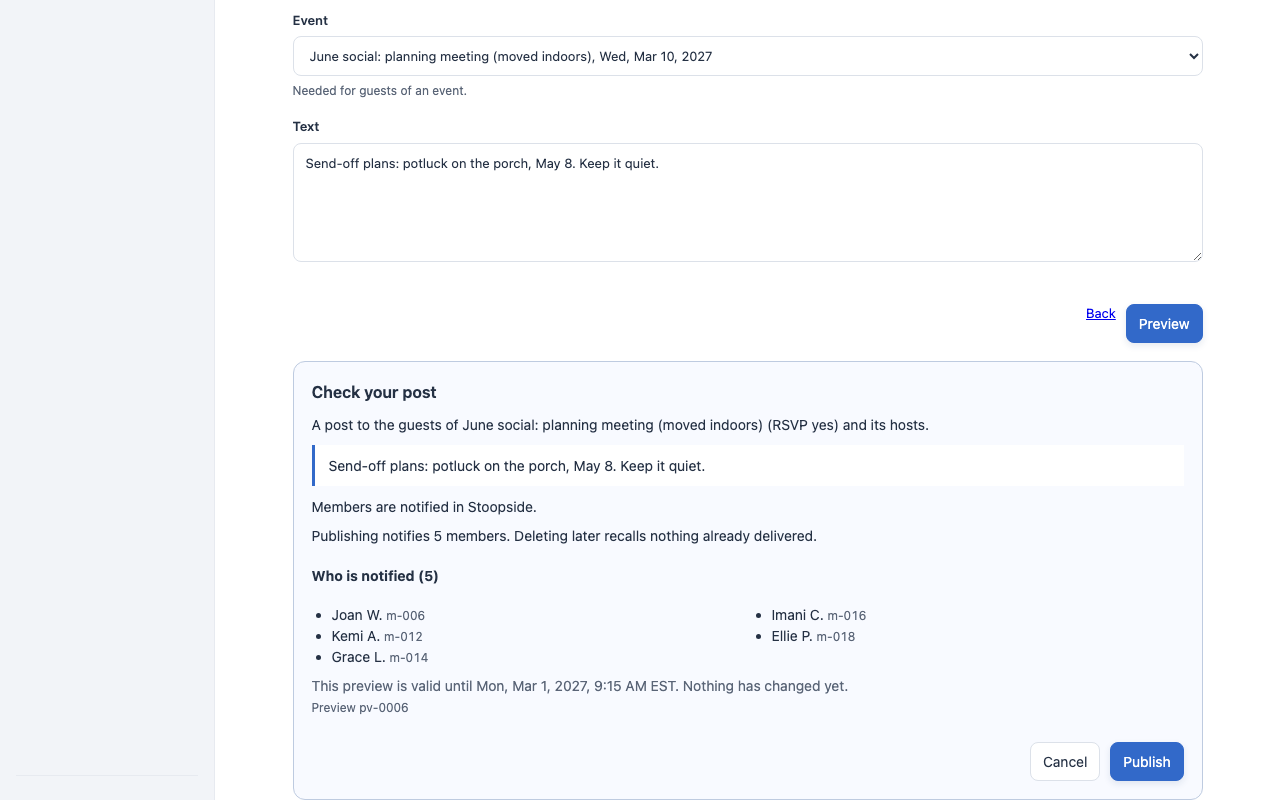 Event
June social: planning meeting (moved indoors), Wed, Mar 10, 2027
Needed for guests of an event.
Text
Send-off plans: potluck on the porch, May 8. Keep it quiet.
Back
Preview
Check your post
A post to the guests of June social: planning meeting (moved indoors) (RSVP yes) and its hosts.
Send-off plans: potluck on the porch, May 8. Keep it quiet.
Members are notified in Stoopside.
Publishing notifies 5 members. Deleting later recalls nothing already delivered.
Who is notified (5)
Joan W. m-006
Kemi A. m-012
Grace L. m-014
Imani C. m-016
Ellie P. m-018
This preview is valid until Mon, Mar 1, 2027, 9:15 AM EST. Nothing has changed yet.
Preview pv-0006
Cancel
Publish